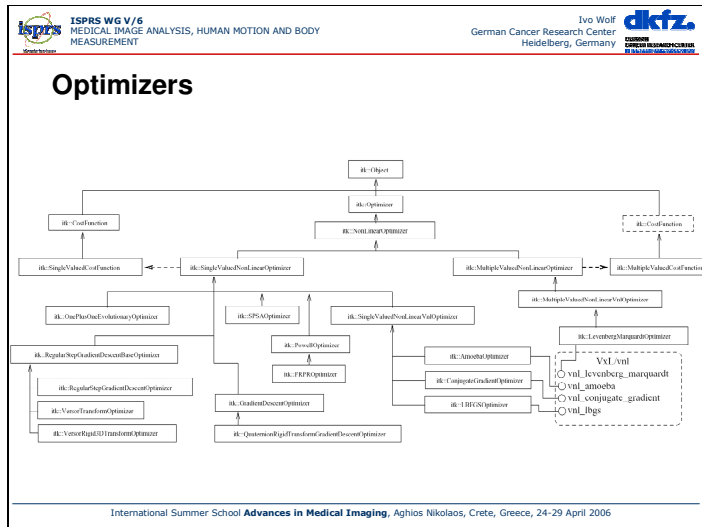 isprs
ISPRS WG V/6
MEDICAL IMAGE ANALYSIS, HUMAN MOTION AND BODY
MEASUREMENT
Ivo Wolf
German Cancer Research Center
Heidelberg, Germany
dkfz.
Optimizers
itk::Object
itk::Optimizer
itk::CostFunction
itk::CostFunction
itk::NonLinearOptimizer
itk::SingleValuedCostFunction
itk::SingleValuedNonLinearOptimizer
itk::MultipleValuedNonLinearOptimizer
itk::MultipleValuedCostFunction
itk::MultipleValuedNonLinearVnlOptimizer
itk::OnePlusOneEvolutionaryOptimizer
itk::SPSAOptimizer
itk::SingleValuedNonLinearVnlOptimizer
itk::LevenbergMarquardtOptimizer
itk::PowellOptimizer
itk::RegularStepGradientDescentBaseOptimizer
itk::AmoebaOptimizer
VxL/vnl
vnl_levenberg_marquardt
itk::FRPROptimizer
itk::ConjugateGradientOptimizer
vnl_amoeba
itk::RegularStepGradientDescentOptimizer
vnl_conjugate_gradient
itk::GradientDescentOptimizer
itk::LBFGSOptimizer
vnl_lbgs
itk::VersorTransformOptimizer
itk::VersorRigid3DTransformOptimizer
itk::QuaternionRigidTransformGradientDescentOptimizer
International Summer School Advances in Medical Imaging, Aghios Nikolaos, Crete, Greece, 24-29 April 2006